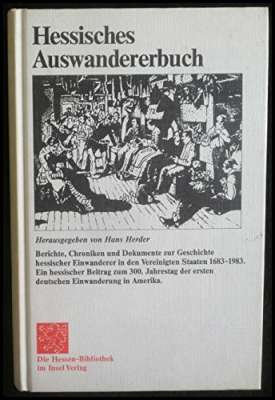 Hessisches
Auswandererbuch
Herausgegeben von Hans Herder
Berichte, Chroniken und Dokumente zur Geschichte
hessischer Einwanderer in den Vereinigten Staaten 1683-1983.
Ein hessischer Beitrag zum 300. Jahrestag der ersten
deutschen Einwanderung in Amerika.
Die Hessen-Bibliothek
im Insel Verlag